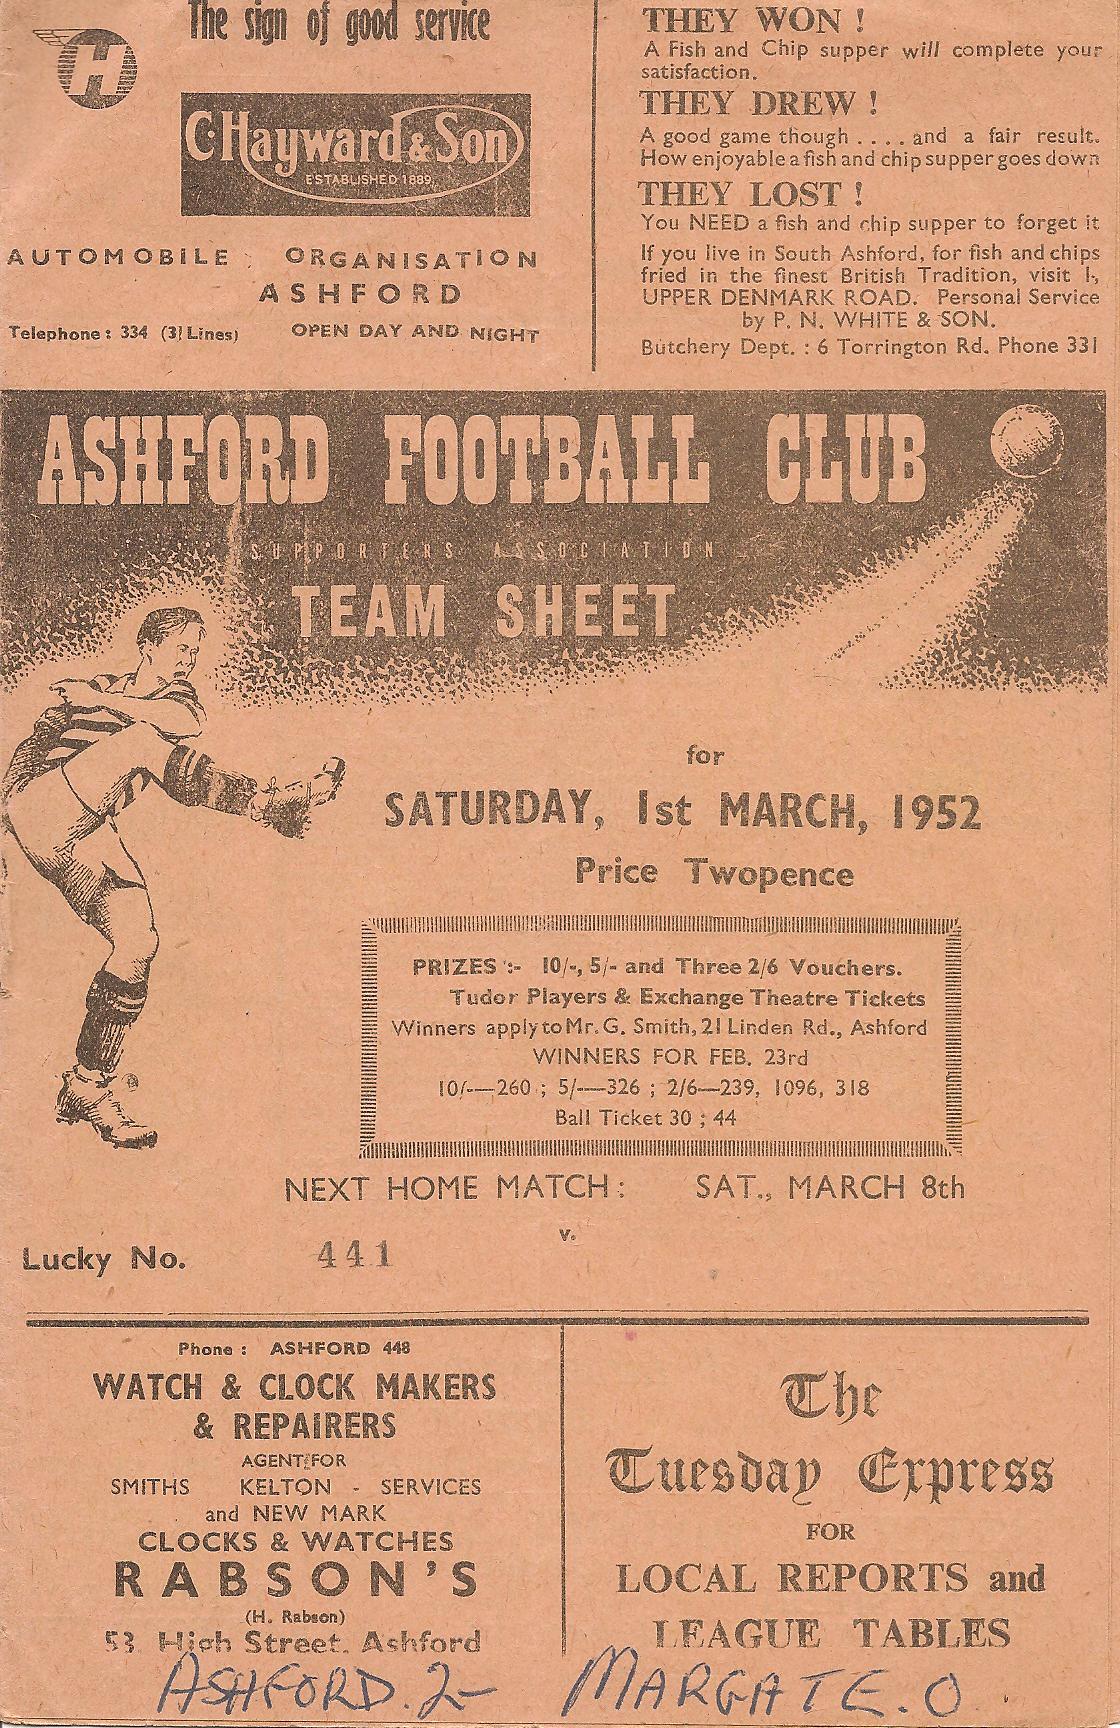 The sign of good service
H
C. Hayward & Son
ESTABLISHED 1889
AUTOMOBILE ORGANISATION
ASHFORD
Telephone: 334 (3 Lines) OPEN DAY AND NIGHT
THEY WON !
A Fish and Chip supper will complete your
satisfaction.
THEY DREW !
A good game though . . . . and a fair result.
How enjoyable a fish and chip supper goes down
THEY LOST !
You NEED a fish and chip supper to forget it
If you live in South Ashford, for fish and chips
fried in the finest British Tradition, visit 1,
UPPER DENMARK ROAD. Personal Service
by P. N. WHITE & SON.
Butchery Dept. : 6 Torrington Rd. Phone 331
ASHFORD FOOTBALL CLUB
SUPPORTERS ASSOCIATION
TEAM SHEET
for
SATURDAY, 1st MARCH, 1952
Price Twopence
PRIZES :- 10/-, 5/- and Three 2/6 Vouchers.
Tudor Players & Exchange Theatre Tickets
Winners apply to Mr. G. Smith, 21 Linden Rd., Ashford
WINNERS FOR FEB. 23rd
10/-—260 ; 5/-—326 ; 2/6—239, 1096, 318
Ball Ticket 30 ; 44
NEXT HOME MATCH : SAT., MARCH 8th
v.
Lucky No. 441
Phone : ASHFORD 448
WATCH & CLOCK MAKERS
& REPAIRERS
AGENT FOR
SMITHS KELTON - SERVICES
and NEW MARK
CLOCKS & WATCHES
RABSON'S
(H. Rabson)
53, High Street, Ashford
The
Tuesday Express
FOR
LOCAL REPORTS and
LEAGUE TABLES
ASHFORD. 2- MARGATE. 0